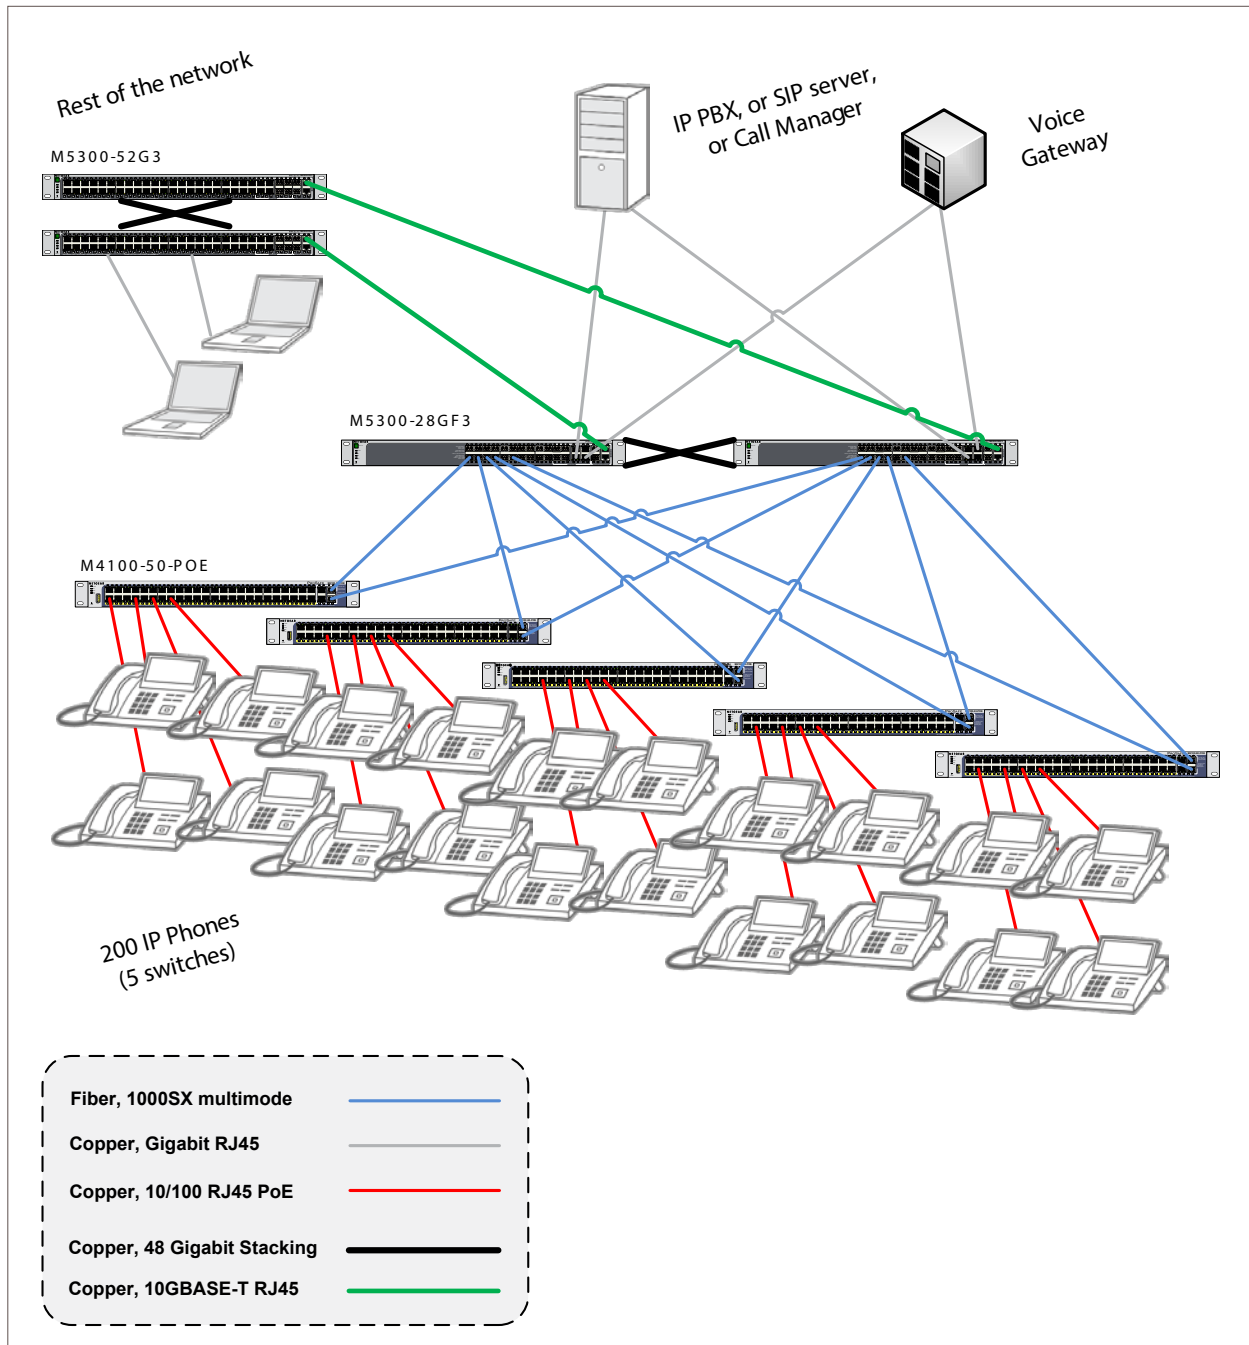 Rest of the network
M5300-52G3
IP PBX, or SIP server,
or Call Manager
Voice
Gateway
M5300-28GF3
M4100-50-POE
200 IP Phones
(5 switches)
Fiber, 1000SX multimode
Copper, Gigabit RJ45
Copper, 10/100 RJ45 PoE
Copper, 48 Gigabit Stacking
Copper, 10GBASE-T RJ45